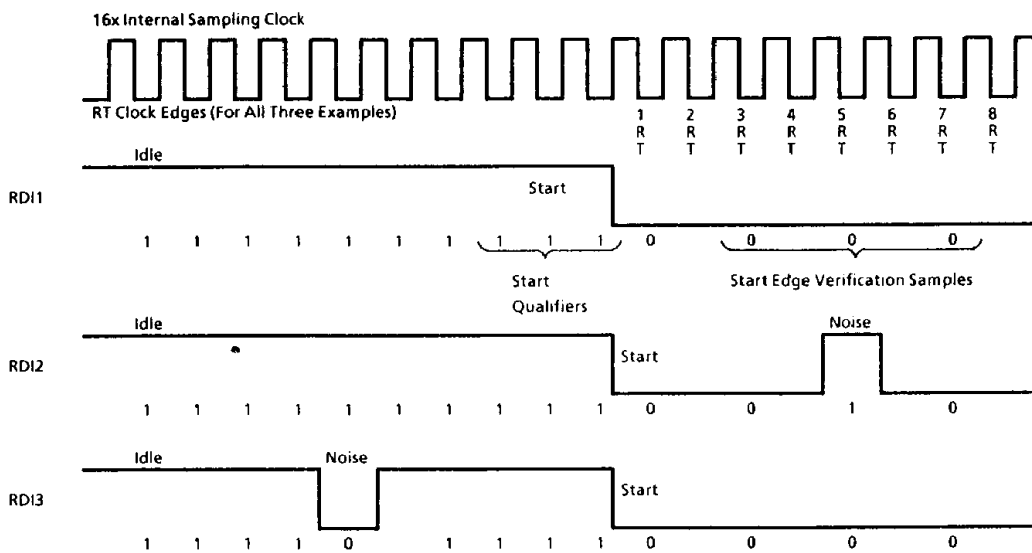 16x Internal Sampling Clock
RT Clock Edges (For All Three Examples)
1 2 3 4 5 6 7 8
R R R R R R R R
T T T T T T T T
Idle
RDI1
Start
1 1 1 1 1 1 1 1 1 1 0 0 0 0
Start
Qualifiers
Start Edge Verification Samples
Idle
Noise
RDI2
Start
1 1 1 1 1 1 1 1 1 1 0 0 1 0
Idle
Noise
RDI3
Start
1 1 1 1 0 1 1 1 1 0 0 0 0